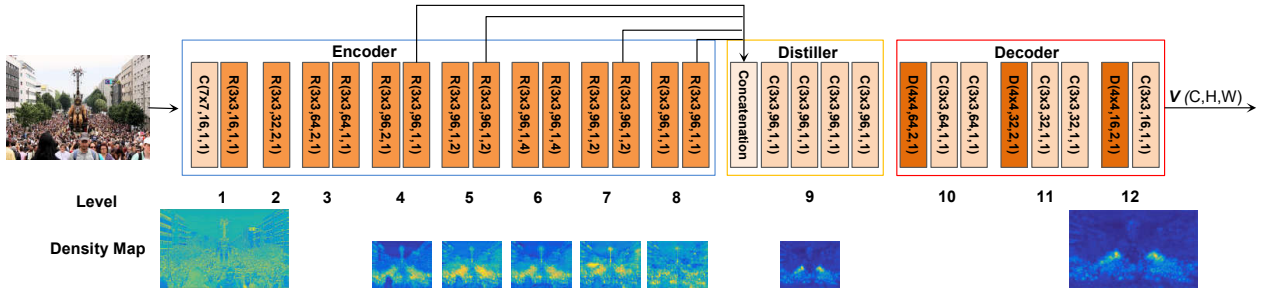 Encoder
Distiller
Decoder
C(7x7,16,1,1)
R(3x3,16,1,1)
R(3x3,32,2,1)
R(3x3,64,2,1)
R(3x3,64,1,1)
R(3x3,96,2,1)
R(3x3,96,1,1)
R(3x3,96,1,2)
R(3x3,96,1,2)
R(3x3,96,1,4)
R(3x3,96,1,4)
R(3x3,96,1,2)
R(3x3,96,1,2)
R(3x3,96,1,1)
R(3x3,96,1,1)
Concatenation
C(3x3,96,1,1)
C(3x3,96,1,1)
C(3x3,96,1,1)
C(3x3,96,1,1)
D(4x4,64,2,1)
C(3x3,64,1,1)
C(3x3,64,1,1)
D(4x4,32,2,1)
C(3x3,32,1,1)
C(3x3,32,1,1)
D(4x4,16,2,1)
C(3x3,16,1,1)
V (C,H,W)
Level 1 2 3 4 5 6 7 8 9 10 11 12
Density Map